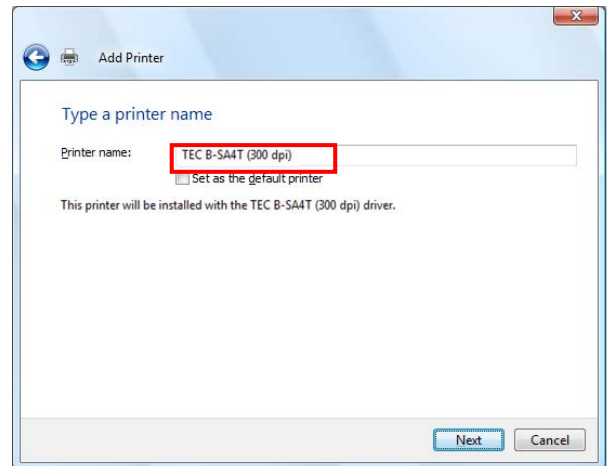 Add Printer
Type a printer name
Printer name: TEC B-SA4T (300 dpi)
Set as the default printer
This printer will be installed with the TEC B-SA4T (300 dpi) driver.
Next Cancel